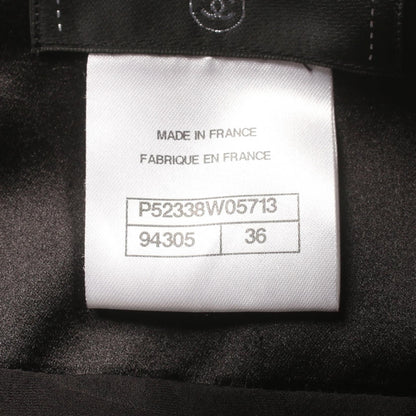 MADE IN FRANCE
FABRIQUE EN FRANCE
P52338W05713
94305 36